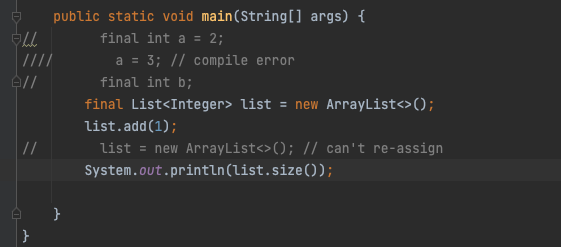 public static void main(String[] args) {
//        final int a = 2;
////        a = 3; // compile error
//        final int b;
        final List<Integer> list = new ArrayList<>();
        list.add(1);
//        list = new ArrayList<>(); // can't re-assign
        System.out.println(list.size());
    }
}